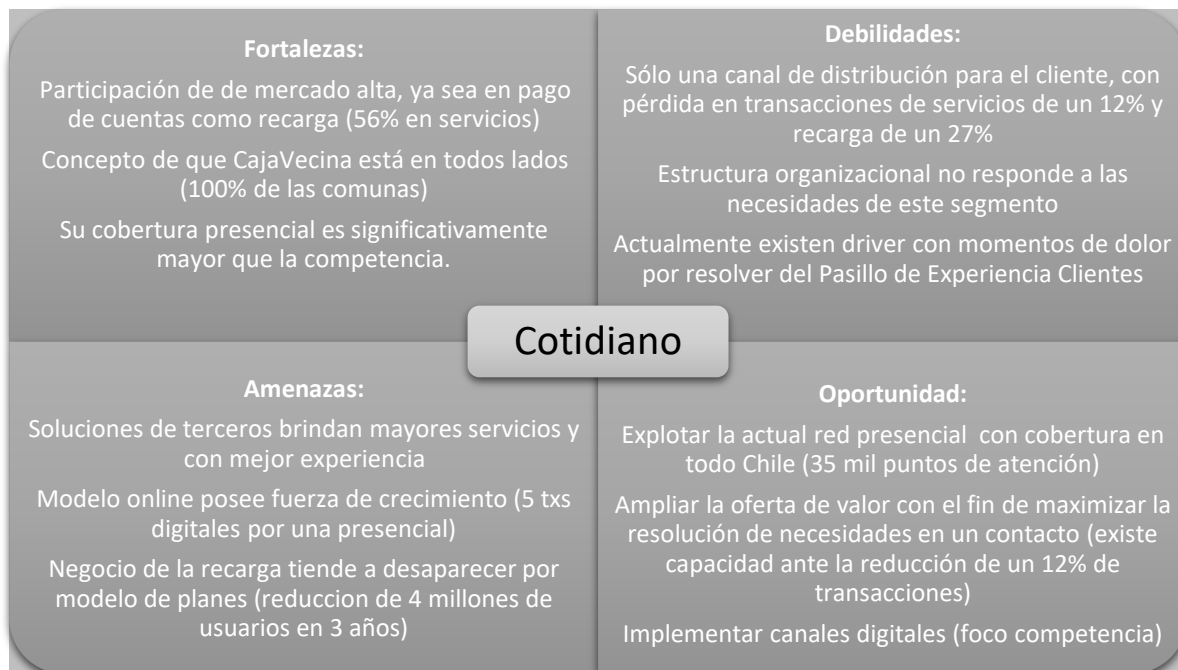 Fortalezas:
Participación de de mercado alta, ya sea en pago
de cuentas como recarga (56% en servicios)
Concepto de que CajaVecina está en todos lados
(100% de las comunas)
Su cobertura presencial es significativamente
mayor que la competencia.
Debilidades:
Sólo una canal de distribución para el cliente, con
pérdida en transacciones de servicios de un 12% y
recarga de un 27%
Estructura organizacional no responde a las
necesidades de este segmento
Actualmente existen driver con momentos de dolor
por resolver del Pasillo de Experiencia Clientes
Cotidiano
Amenazas:
Soluciones de terceros brindan mayores servicios y
con mejor experiencia
Modelo online posee fuerza de crecimiento (5 txs
digitales por una presencial)
Negocio de la recarga tiende a desaparecer por
modelo de planes (reduccion de 4 millones de
usuarios en 3 años)
Oportunidad:
Explotar la actual red presencial con cobertura en
todo Chile (35 mil puntos de atención)
Ampliar la oferta de valor con el fin de maximizar la
resolución de necesidades en un contacto (existe
capacidad ante la reducción de un 12% de
transacciones)
Implementar canales digitales (foco competencia)